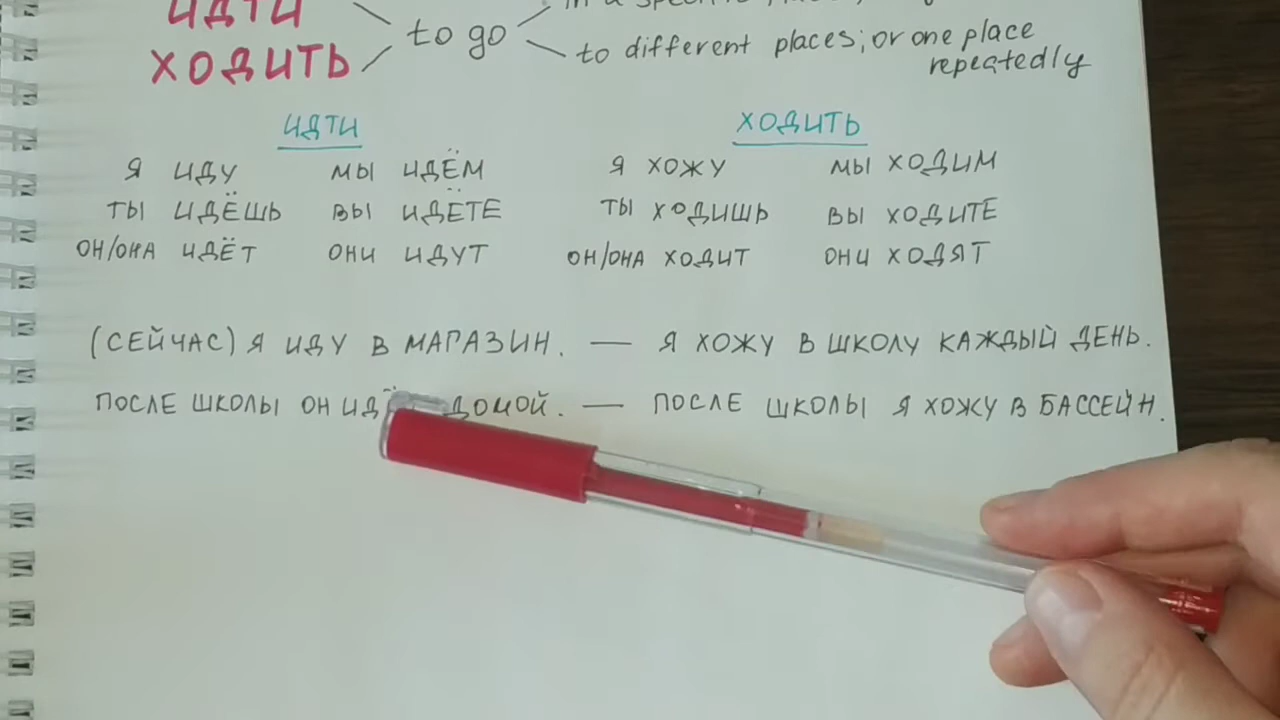 ИДТИ
ХОДИТЬ to go
to different places; or one place
repeatedly
ИДТИ ХОДИТЬ
Я ИДУ МЫ ИДЁМ Я ХОЖУ МЫ ХОДИМ
ТЫ ИДЁШЬ ВЫ ИДЁТЕ ТЫ ХОДИШЬ ВЫ ХОДИТЕ
ОН/ОНА ИДЁТ ОНИ ИДУТ ОН/ОНА ХОДИТ ОНИ ХОДЯТ
(СЕЙЧАС) Я ИДУ В МАГАЗИН. — Я ХОЖУ В ШКОЛУ КАЖДЫЙ ДЕНЬ.
ПОСЛЕ ШКОЛЫ ОН ДОМОЙ. — ПОСЛЕ ШКОЛЫ Я ХОЖУ В БАССЕЙН.